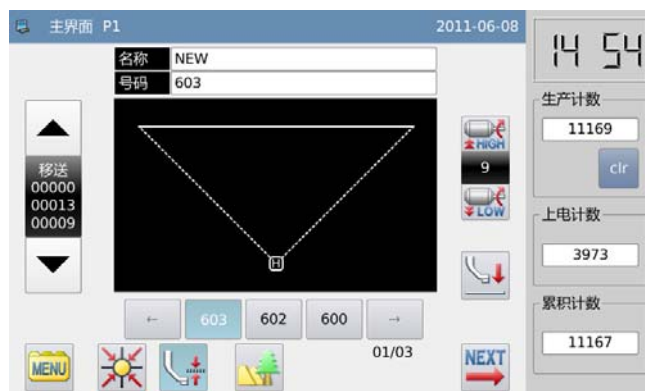 主界面 P1
2011-06-08
14 54
名称 NEW
号码 603
移送
00000
00013
00009
HIGH
9
LOW
H
← 603 602 600 →
01/03
MENU
NEXT
生产计数
11169
clr
上电计数
3973
累积计数
11167